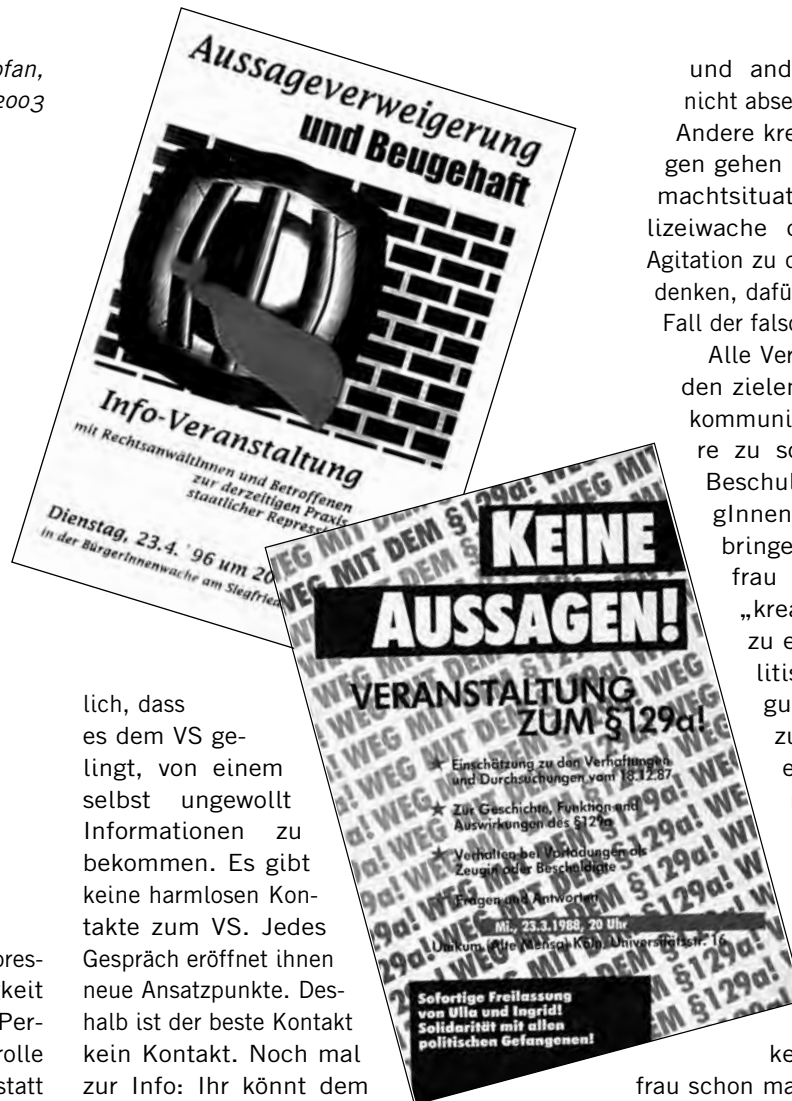 ofan,
2003
pres-
keit
Per-
rolle
statt
Aussageverweigerung
und Beugehaft
Info-Veranstaltung
mit RechtsanwältInnen und Betroffenen
zur derzeitigen Praxis
staatlicher
Dienstag, 23.4. '96 um
in der BürgerInnenwache am
lich, dass
es dem VS ge-
lingt, von einem
selbst ungewollt
Informationen zu
bekommen. Es gibt
keine harmlosen Kon-
takte zum VS. Jedes
Gespräch eröffnet ihnen
neue Ansatzpunkte. Des-
halb ist der beste Kontakt
kein Kontakt. Noch mal
zur Info: Ihr könnt dem
WEG MIT DEM §129a!
KEINE
AUSSAGEN!
VERANSTALTUNG
ZUM §129a!
Einschätzung zu den Verhaftungen
und Durchsuchungen vom 18.12.87
Zur Geschichte, Funktion und
Auswirkungen des §129a
Verhalten bei Vorladungen als
Zeugin oder Beschuldigte
Fragen und Antworten
Mi., 23.3.1988, 20 Uhr
Unikum (Alte Mensa) Köln, Universitätsstr. 16
Sofortige Freilassung
von Ulla und Ingrid!
Solidarität mit allen
politischen Gefangenen!
und and
nicht abse
Andere kre
gen gehen
machtsituat
lizeiwache
Agitation zu
denken, dafü
Fall der falsc
Alle Ver
den zielen
kommuni
re zu sc
Beschul
gInnen
bringe
frau
„krea
zu e
litis
gu
zu
e
ke
frau schon ma